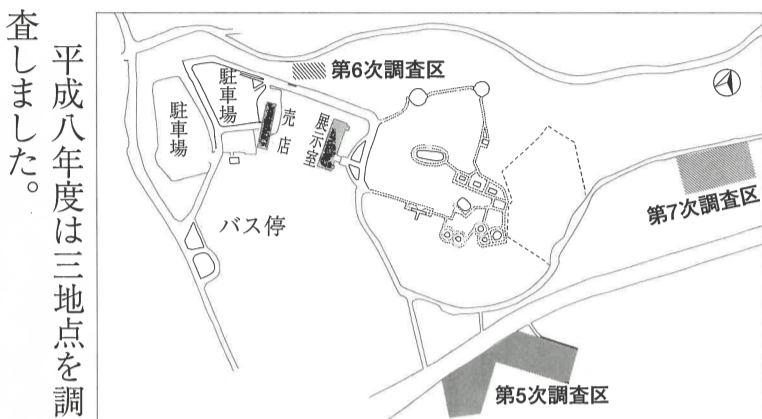 平成八年度は三地点を調
査しました。
第6次調査区
駐車場
駐車場
売店
展示室
バス停
第7次調査区
第5次調査区